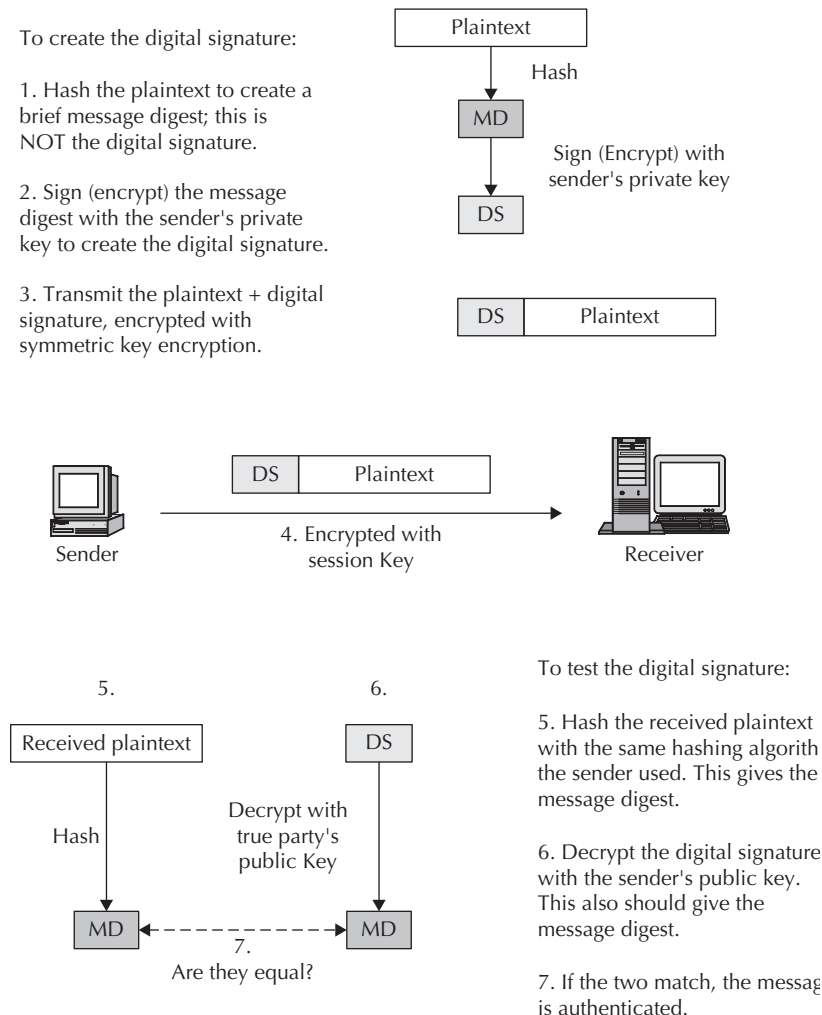 To create the digital signature:
1. Hash the plaintext to create a
brief message digest; this is
NOT the digital signature.
2. Sign (encrypt) the message
digest with the sender's private
key to create the digital signature.
3. Transmit the plaintext + digital
signature, encrypted with
symmetric key encryption.
Plaintext
Hash
MD
Sign (Encrypt) with
sender's private key
DS
DS Plaintext
DS Plaintext
4. Encrypted with
session Key
Sender
Receiver
5.
6.
Received plaintext
DS
Hash
Decrypt with
true party's
public Key
MD
MD
7.
Are they equal?
To test the digital signature:
5. Hash the received plaintext
with the same hashing algorith
the sender used. This gives the
message digest.
6. Decrypt the digital signature
with the sender's public key.
This also should give the
message digest.
7. If the two match, the messag
is authenticated.